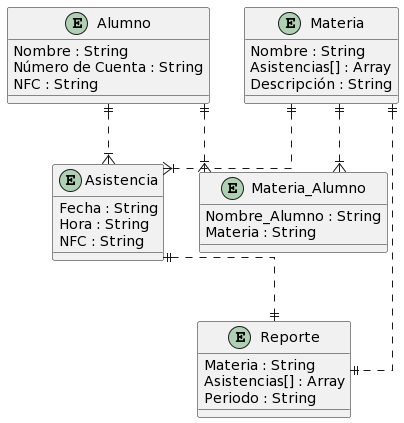 E Alumno
Nombre : String
Número de Cuenta : String
NFC : String
E Materia
Nombre : String
Asistencias[] : Array
Descripción : String
E Asistencia
Fecha : String
Hora : String
NFC : String
E Materia_Alumno
Nombre_Alumno : String
Materia : String
E Reporte
Materia : String
Asistencias[] : Array
Periodo : String